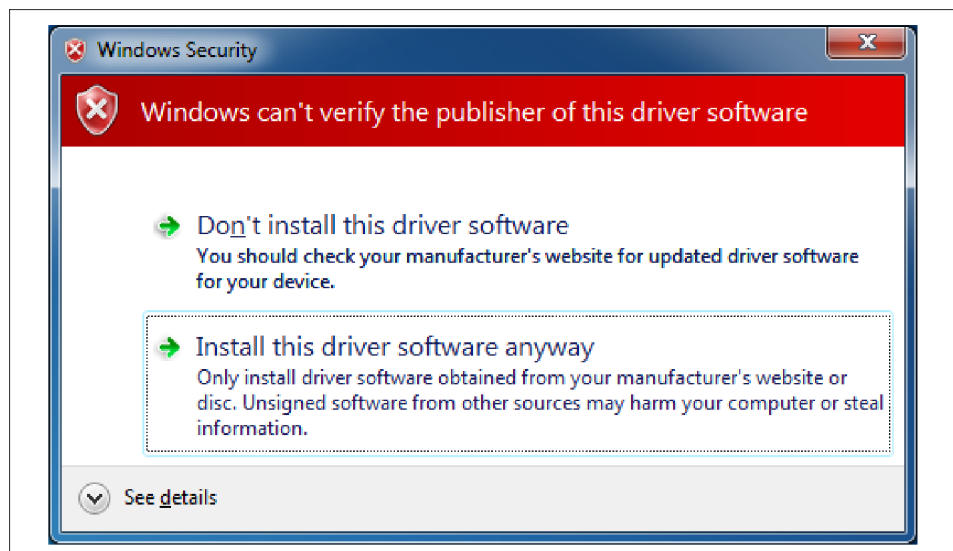 Windows Security
Windows can't verify the publisher of this driver software
Don't install this driver software
You should check your manufacturer's website for updated driver software
for your device.
Install this driver software anyway
Only install driver software obtained from your manufacturer's website or
disc. Unsigned software from other sources may harm your computer or steal
information.
See details